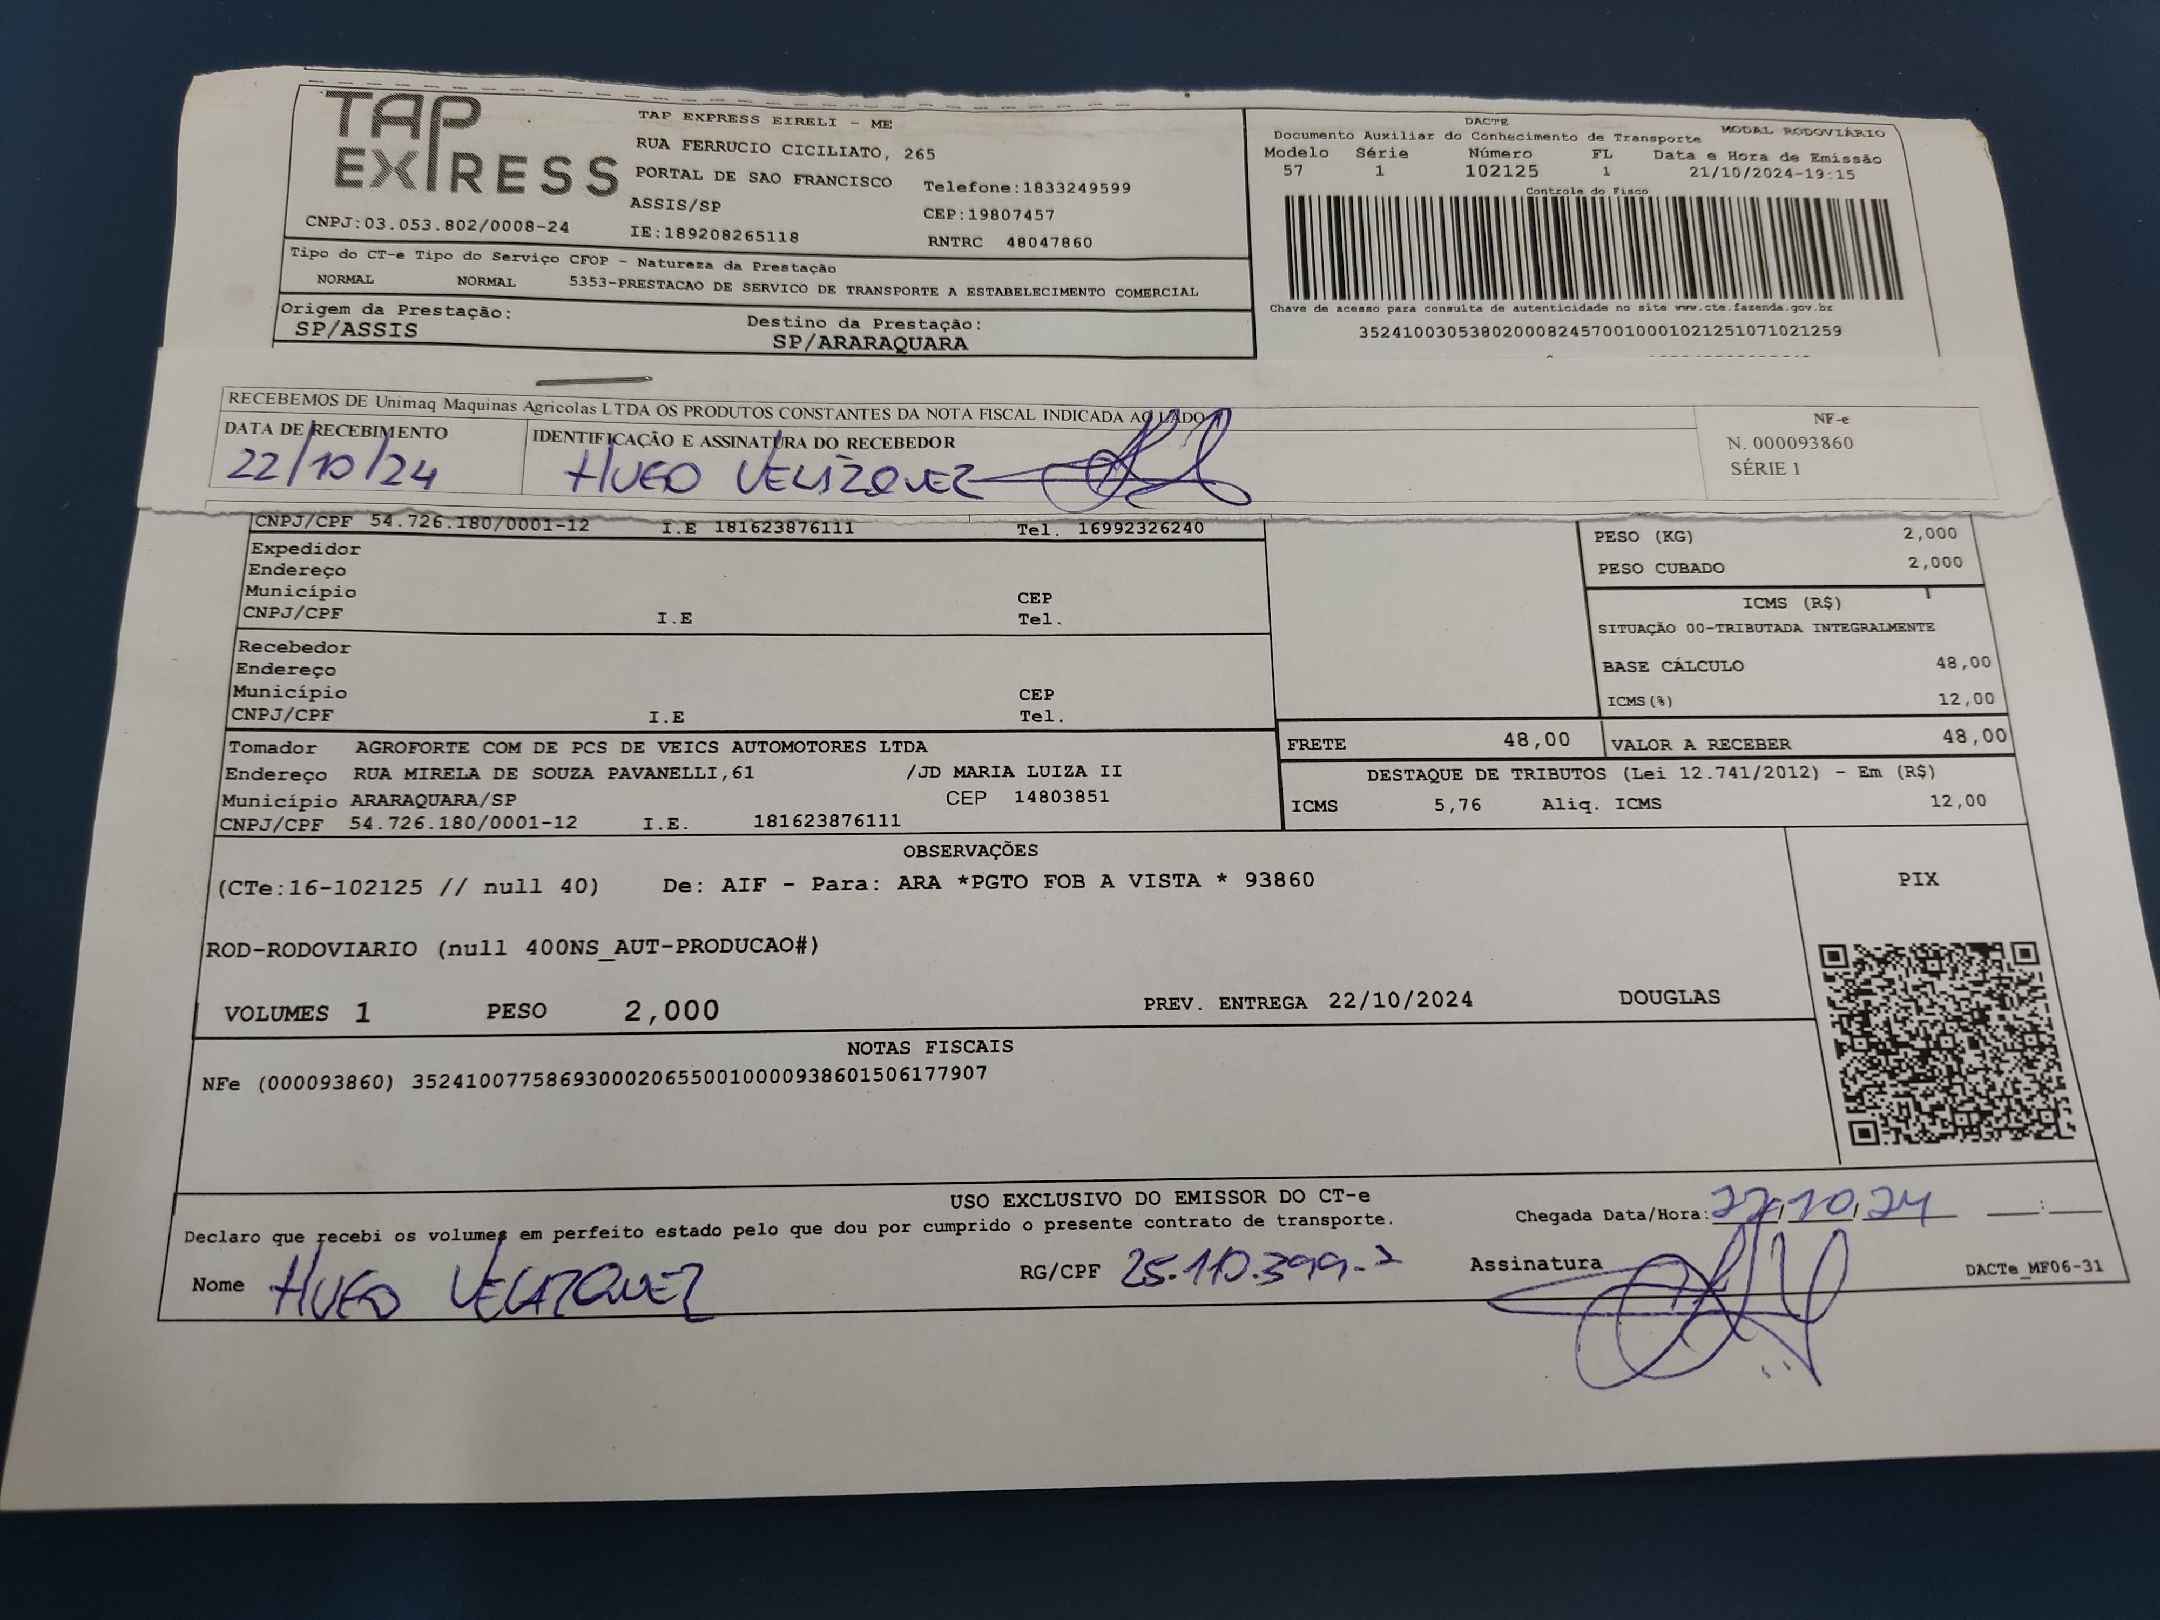 TAP EXPRESS
TAP EXPRESS EIRELI - ME
RUA FERRUCIO CICILIATO, 265
PORTAL DE SAO FRANCISCO
Telefone:1833249599
ASSIS/SP
CEP:19807457
CNPJ:03.053.802/0008-24
IE:189208265118
RNTRC 48047860
DACTE
Documento Auxiliar do Conhecimento de Transporte
MODAL RODOVIÁRIO
Modelo Série Número FL Data e Hora de Emissão
57 1 102125 1 21/10/2024-19:15
Controle do Fisco
Chave de acesso para consulta de autenticidade no site www.cte.fazenda.gov.br
35241003053802000824570010001021251071021259
Tipo do CT-e Tipo do Serviço CFOP - Natureza da Prestação
NORMAL NORMAL 5353-PRESTACAO DE SERVICO DE TRANSPORTE A ESTABELECIMENTO COMERCIAL
Origem da Prestação: Destino da Prestação:
SP/ASSIS SP/ARARAQUARA
RECEBEMOS DE Unimaq Maquinas Agricolas LTDA OS PRODUTOS CONSTANTES DA NOTA FISCAL INDICADA AO LADO
DATA DE RECEBIMENTO
22/10/24
IDENTIFICAÇÃO E ASSINATURA DO RECEBEDOR
HUGO VELAZQUEZ
NF-e
N. 000093860
SÉRIE 1
CNPJ/CPF 54.726.180/0001-12 I.E 181623876111 Tel. 16992326240
Expedidor
Endereço
Município CEP
CNPJ/CPF I.E Tel.
Recebedor
Endereço
Município CEP
CNPJ/CPF I.E Tel.
PESO (KG) 2,000
PESO CUBADO 2,000
ICMS (R$)
SITUAÇÃO 00-TRIBUTADA INTEGRALMENTE
BASE CÁLCULO 48,00
ICMS(%) 12,00
Tomador AGROFORTE COM DE PCS DE VEICS AUTOMOTORES LTDA
Endereço RUA MIRELA DE SOUZA PAVANELLI,61 /JD MARIA LUIZA II
Município ARARAQUARA/SP CEP 14803851
CNPJ/CPF 54.726.180/0001-12 I.E. 181623876111
FRETE 48,00 VALOR A RECEBER 48,00
DESTAQUE DE TRIBUTOS (Lei 12.741/2012) - Em (R$)
ICMS 5,76 Aliq. ICMS 12,00
OBSERVAÇÕES
(CTe:16-102125 // null 40) De: AIF - Para: ARA *PGTO FOB A VISTA * 93860
ROD-RODOVIARIO (null 400NS_AUT-PRODUCAO#)
VOLUMES 1 PESO 2,000 PREV. ENTREGA 22/10/2024 DOUGLAS
PIX
NOTAS FISCAIS
NFe (000093860) 35241007758693000206550010000938601506177907
USO EXCLUSIVO DO EMISSOR DO CT-e
Declaro que recebi os volumes em perfeito estado pelo que dou por cumprido o presente contrato de transporte.
Chegada Data/Hora: 22/10/24 :
Nome HUGO VELAZQUEZ RG/CPF Assinatura
DACTe_MF06-31